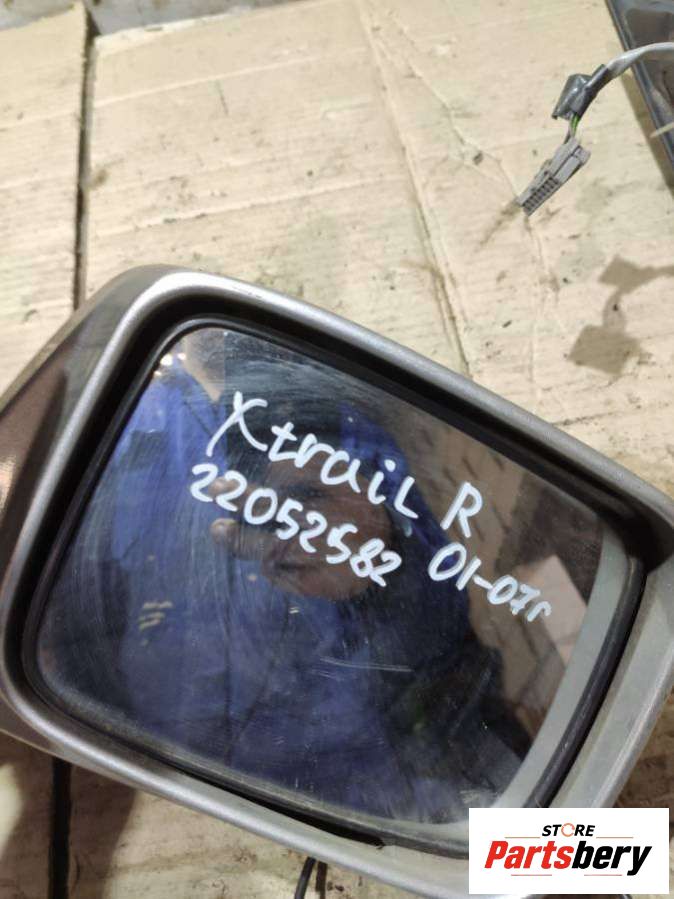 XtraiL R
22052582 01-07г
STORE
Partsbery